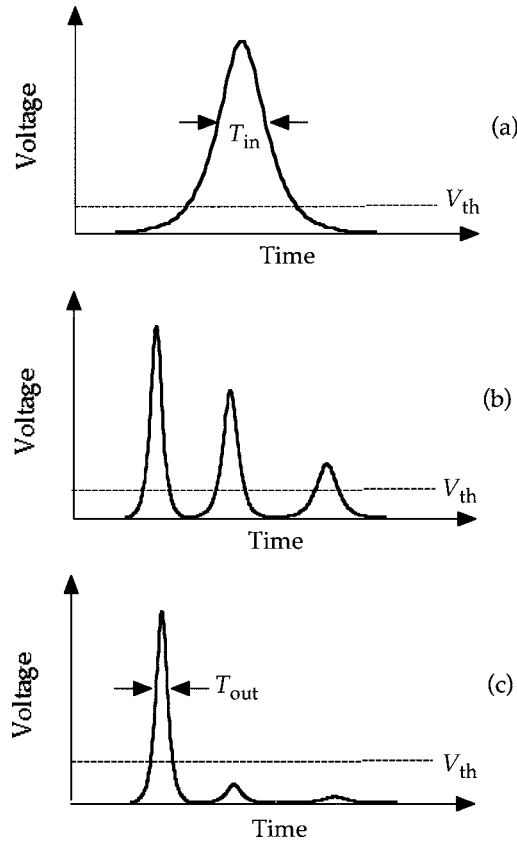 Voltage
T_in
(a)
V_th
Time
Voltage
(b)
V_th
Time
Voltage
T_out
(c)
V_th
Time